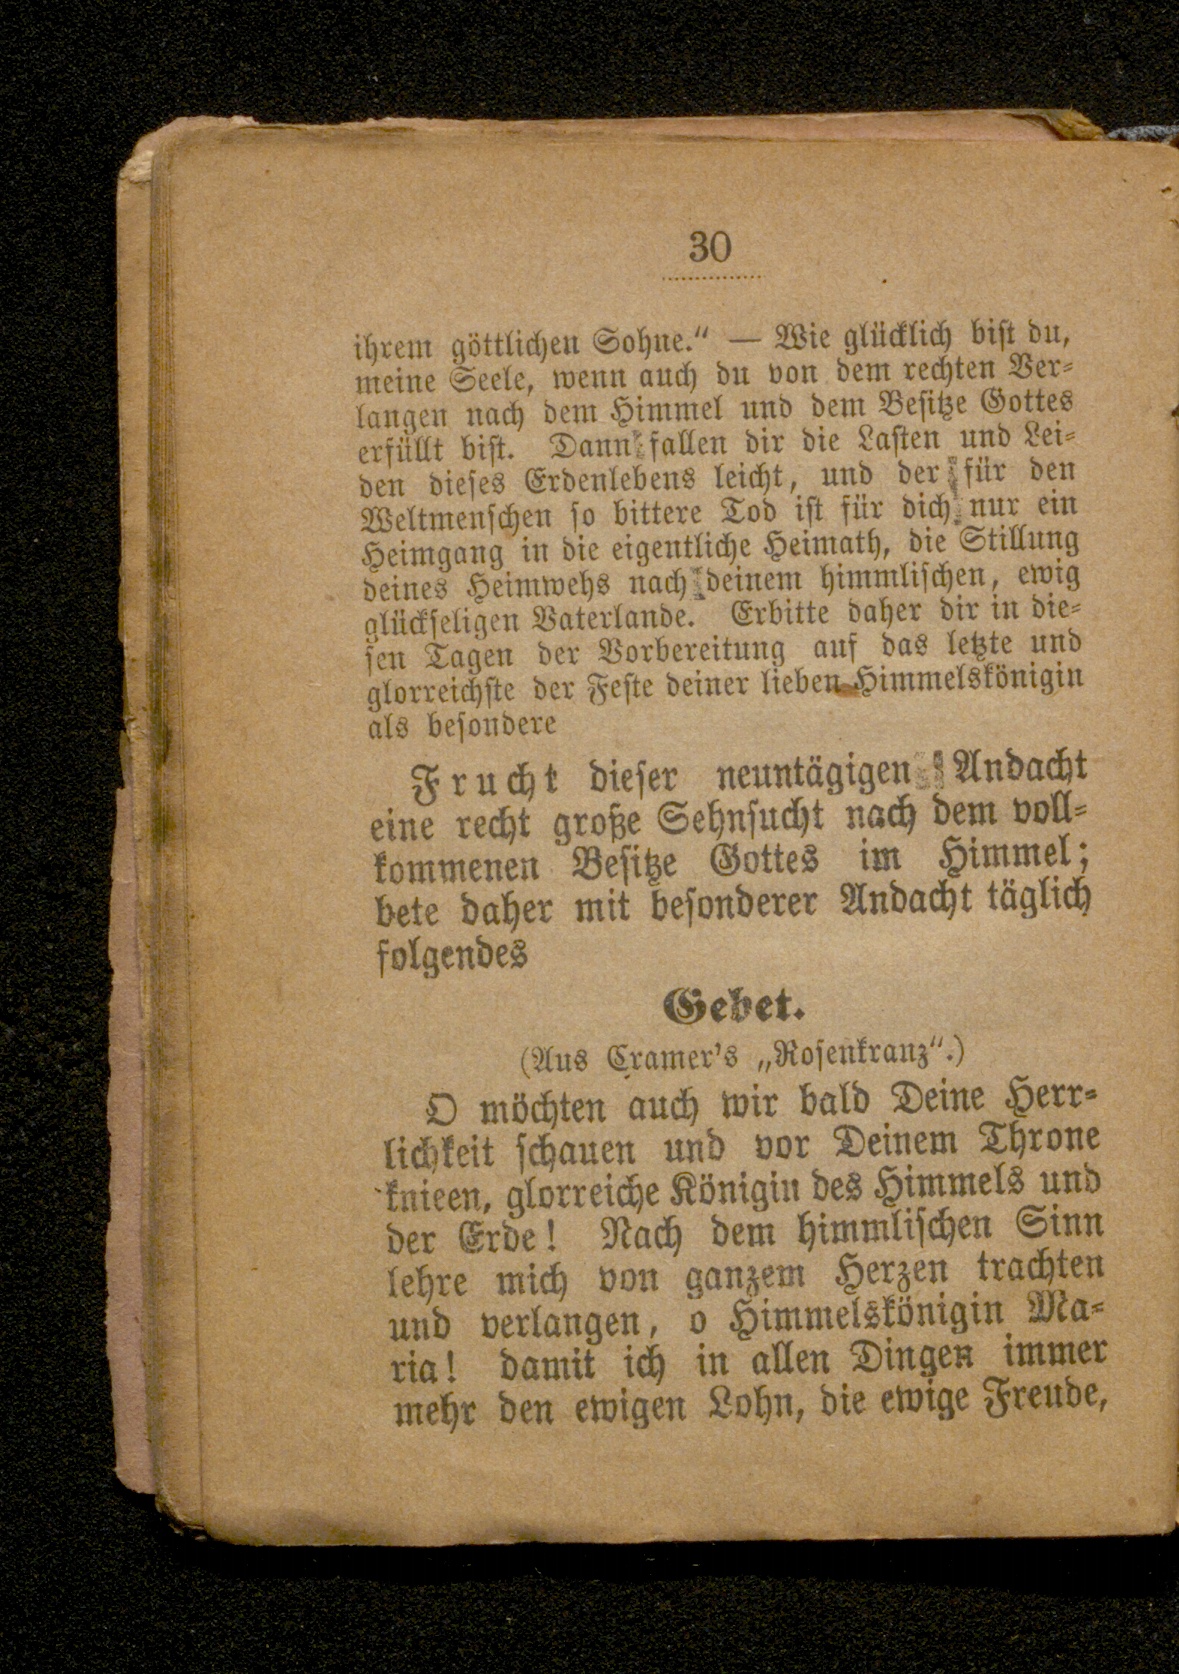 30
ihrem göttlichen Sohne.“ — Wie glücklich bist du,
meine Seele, wenn auch du von dem rechten Ver-
langen nach dem Himmel und dem Besitze Gottes
erfüllt bist. Dann fallen dir die Lasten und Lei-
den dieses Erdenlebens leicht, und der für den
Weltmenschen so bittere Tod ist für dich nur ein
Heimgang in die eigentliche Heimath, die Stillung
deines Heimwehs nach deinem himmlischen, ewig
glückseligen Vaterlande. Erbitte daher dir in die-
sen Tagen der Vorbereitung auf das letzte und
glorreichste der Feste deiner lieben Himmelskönigin
als besondere
Frucht dieser neuntägigen Andacht
eine recht große Sehnsucht nach dem voll-
kommenen Besitze Gottes im Himmel;
bete daher mit besonderer Andacht täglich
folgendes
Gebet.
(Aus Cramer’s „Rosenkranz“.)
O möchten auch wir bald Deine Herr-
lichkeit schauen und vor Deinem Throne
knieen, glorreiche Königin des Himmels und
der Erde! Nach dem himmlischen Sinn
lehre mich von ganzem Herzen trachten
und verlangen, o Himmelskönigin Ma-
ria! damit ich in allen Dingen immer
mehr den ewigen Lohn, die ewige Freude,